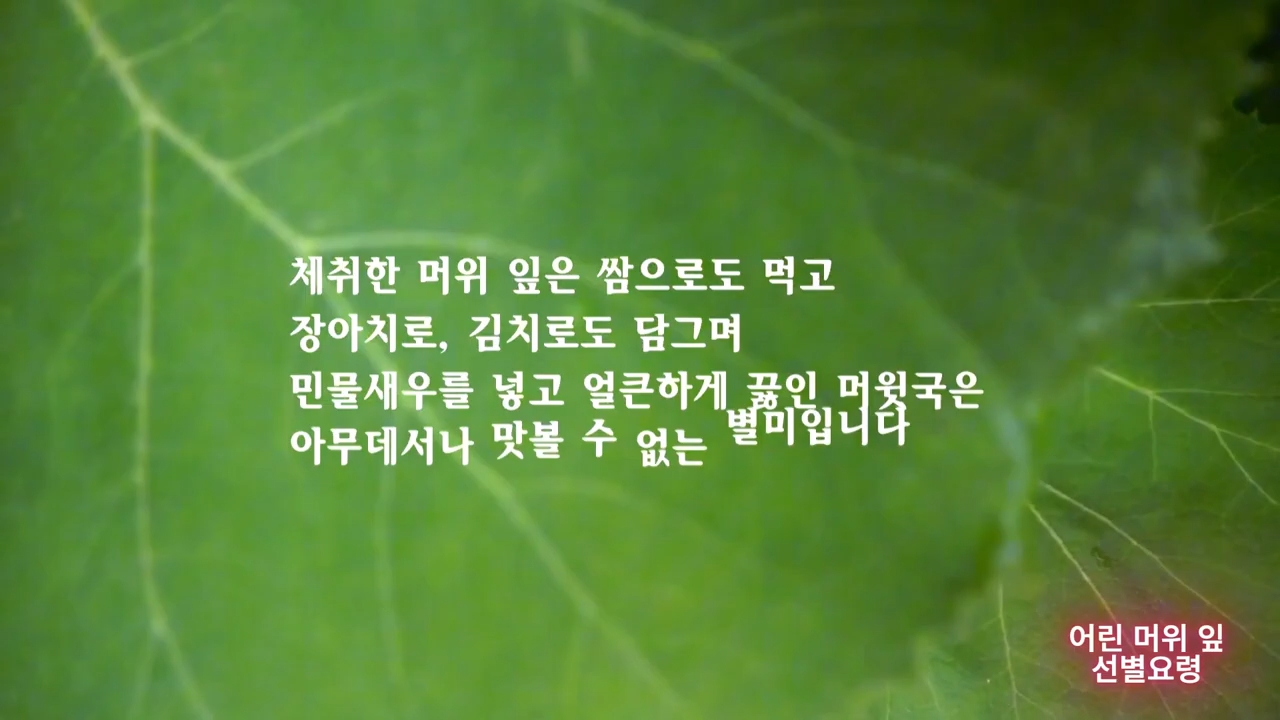 체취한 머위 잎은 쌈으로도 먹고
장아치로, 김치로도 담그며
민물새우를 넣고 얼큰하게 끓인 머윗국은
아무데서나 맛볼 수 없는 별미입니다
어린 머위 잎
선별요령